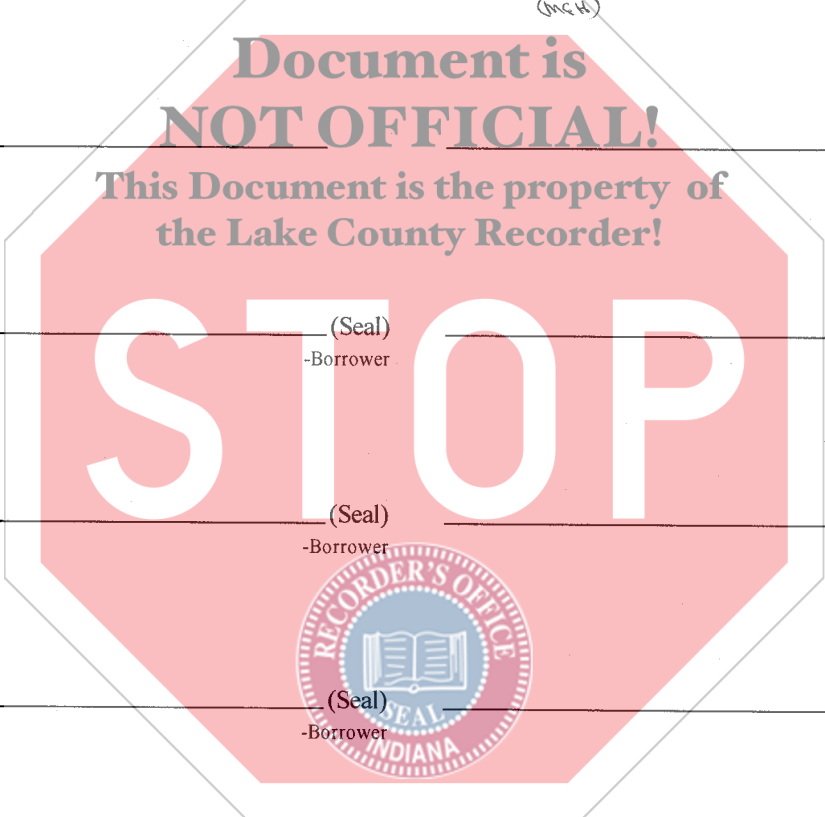 (MCH)
Document is
NOT OFFICIAL!
This Document is the property of
the Lake County Recorder!
STOP
(Seal)
-Borrower
(Seal)
-Borrower
RECORDER'S OFFICE
(Seal)
SEAL
-Borrower
INDIANA